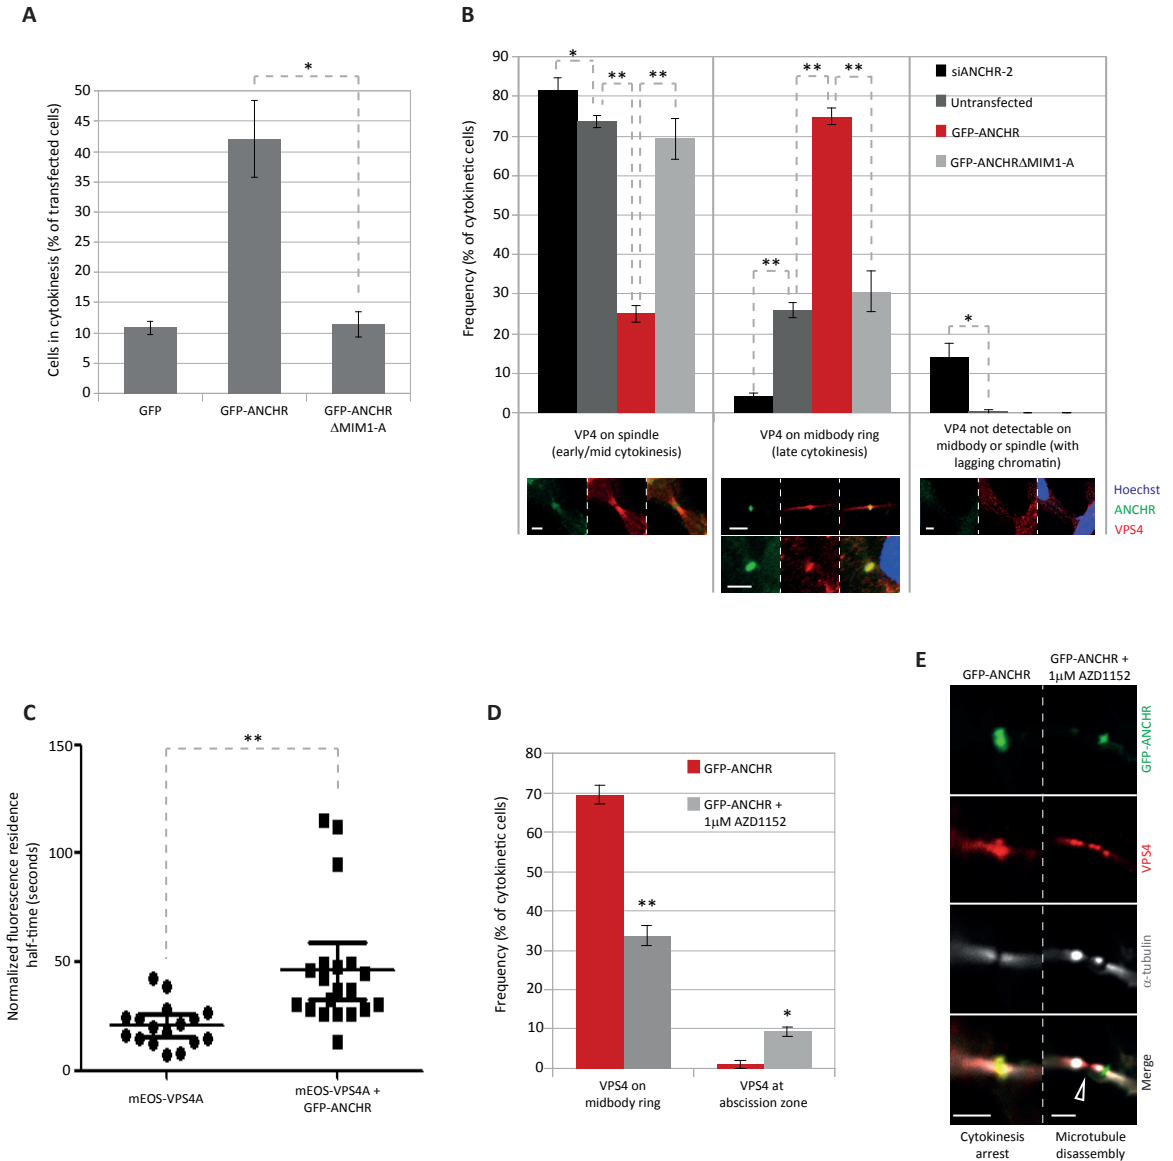 A
Cells in cytokinesis (% of transfected cells)
50
45
40
35
30
25
20
15
10
5
0
*
GFP
GFP-ANCHR
GFP-ANCHR
ΔMIM1-A
B
Frequency (% of cytokinetic cells)
90
80
70
60
50
40
30
20
10
0
*
**
**
**
**
**
*
siANCHR-2
Untransfected
GFP-ANCHR
GFP-ANCHRΔMIM1-A
VP4 on spindle
(early/mid cytokinesis)
VP4 on midbody ring
(late cytokinesis)
VP4 not detectable on
midbody or spindle (with
lagging chromatin)
Hoechst
ANCHR
VPS4
C
Normalized fluorescence residence
half-time (seconds)
150
100
50
0
**
mEOS-VPS4A
mEOS-VPS4A +
GFP-ANCHR
D
Frequency (% of cytokinetic cells)
80
70
60
50
40
30
20
10
0
GFP-ANCHR
GFP-ANCHR +
1μM AZD1152
**
*
VPS4 on
midbody ring
VPS4 at
abscission zone
E
GFP-ANCHR
GFP-ANCHR +
1μM AZD1152
GFP-ANCHR
VPS4
α-tubulin
Merge
Cytokinesis
arrest
Microtubule
disassembly